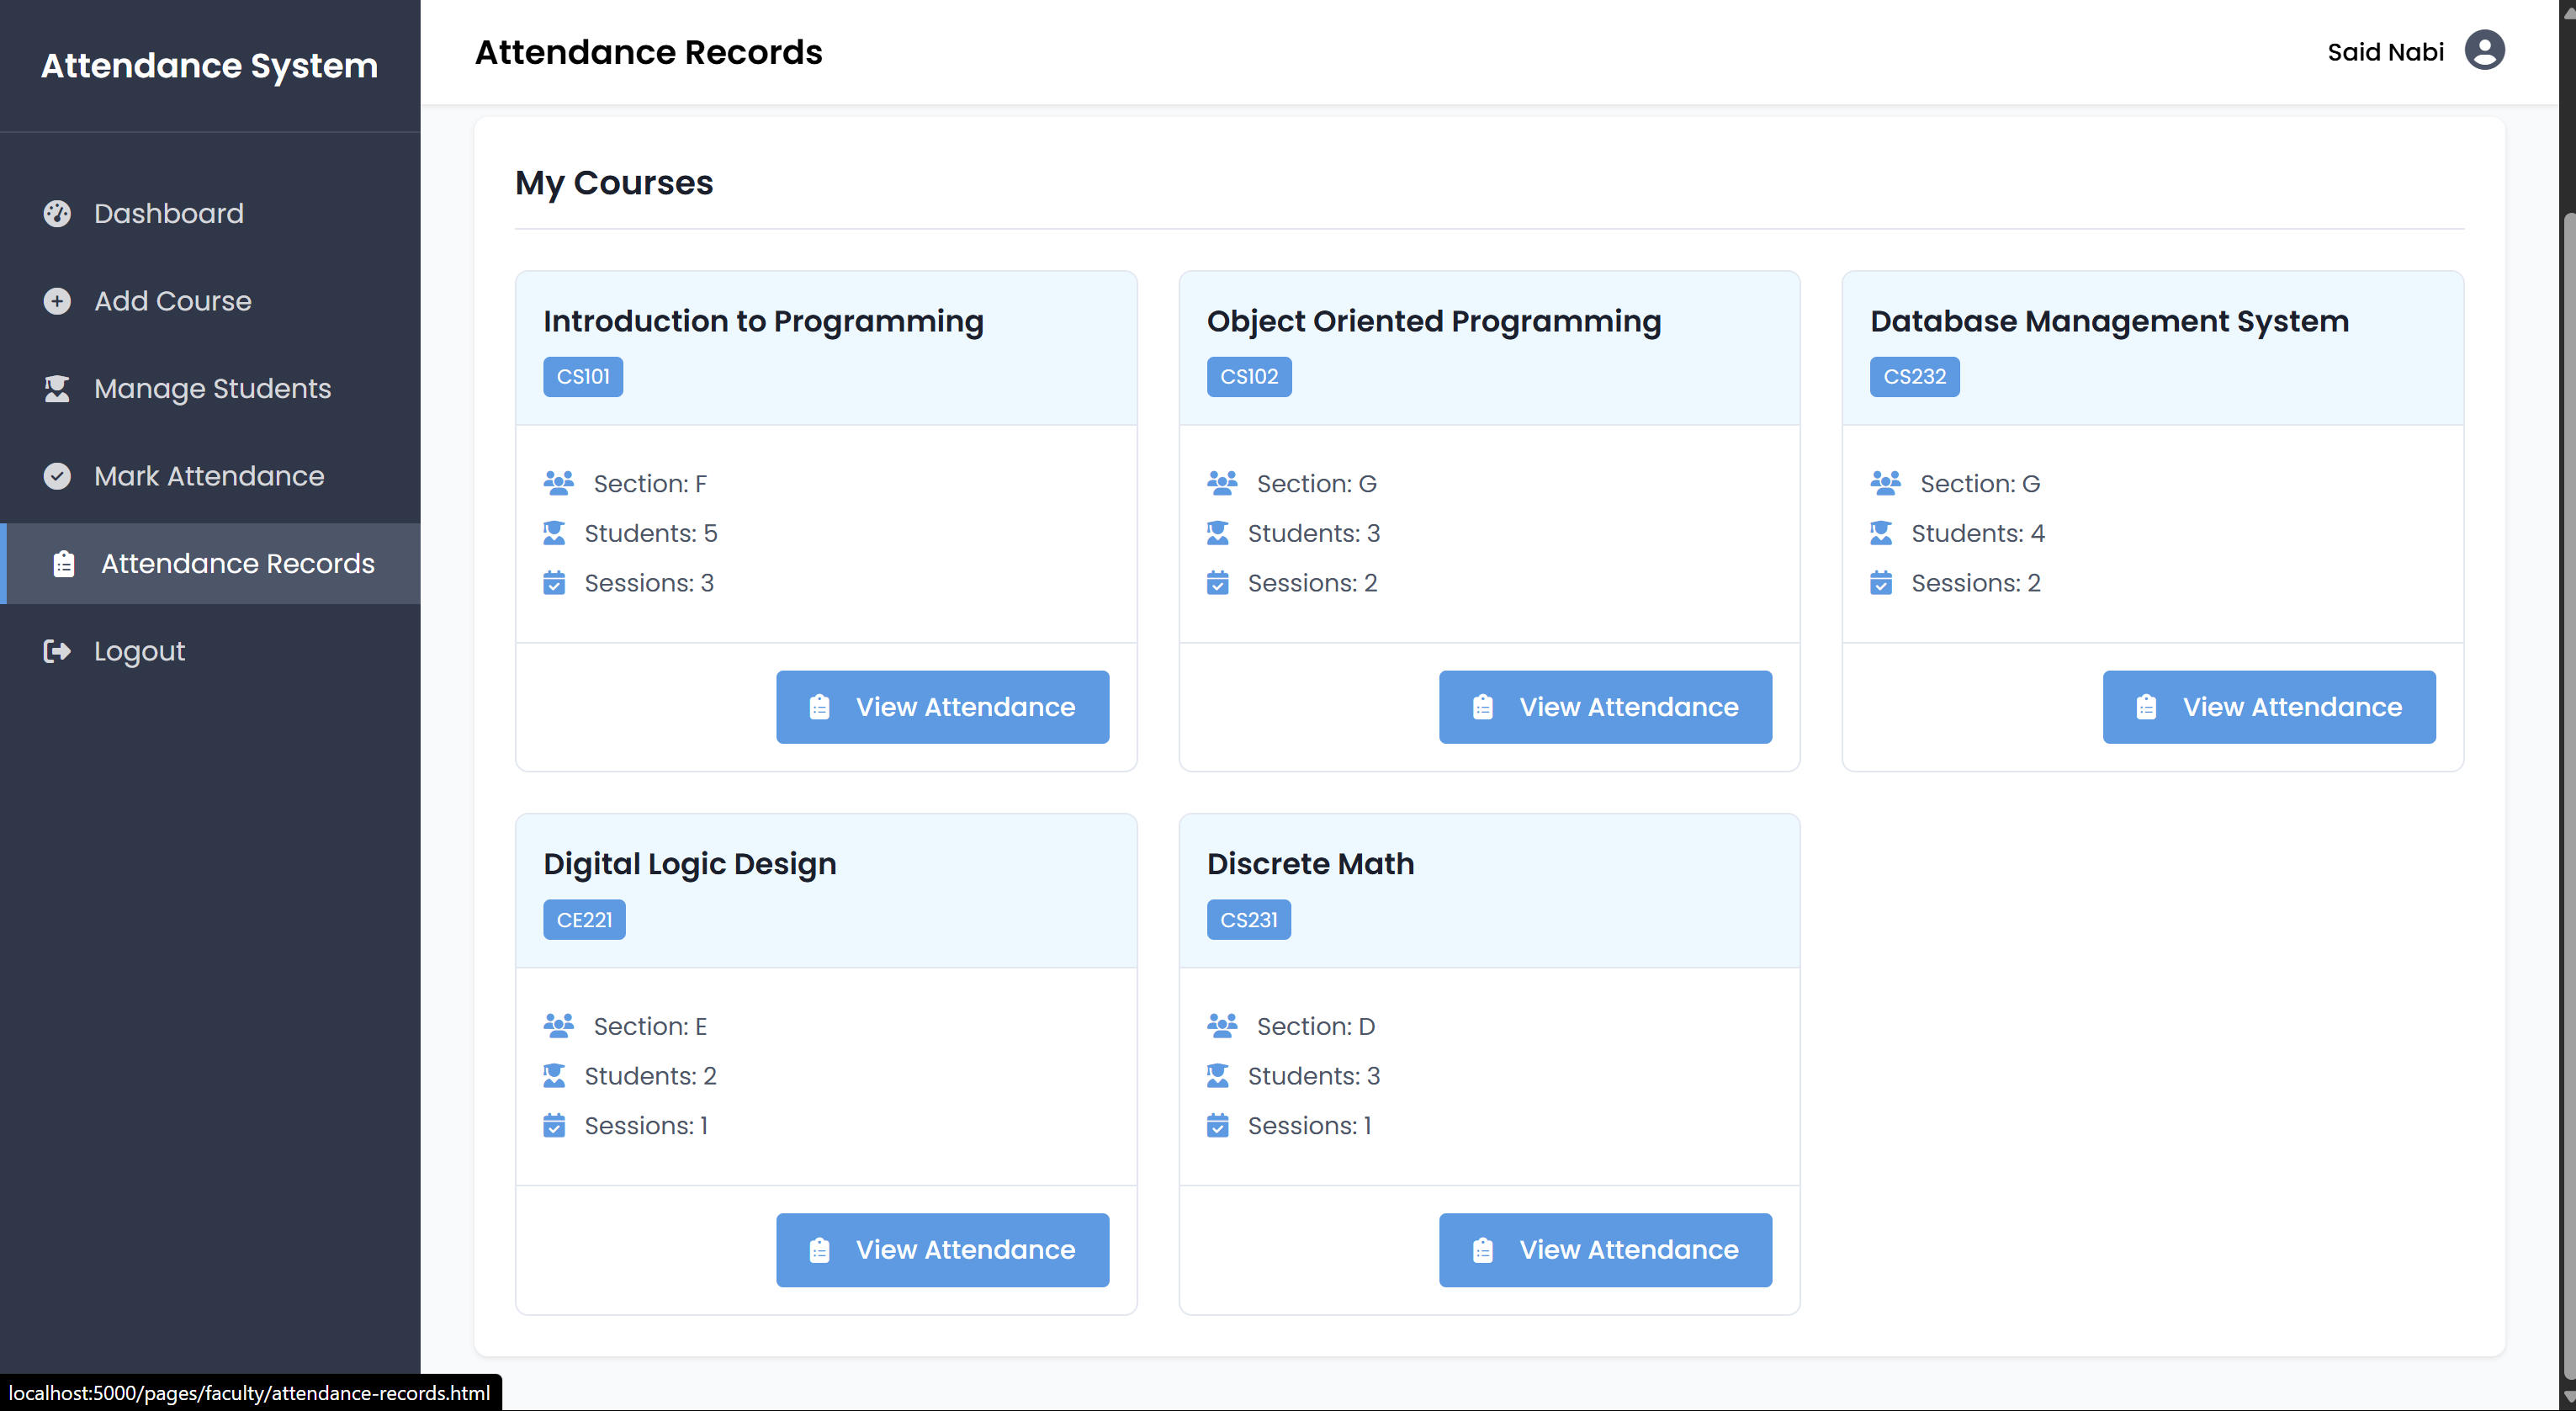 Attendance System
Dashboard
Add Course
Manage Students
Mark Attendance
Attendance Records
Logout
Attendance Records
Said Nabi
My Courses
Introduction to Programming
CS101
Section: F
Students: 5
Sessions: 3
View Attendance
Object Oriented Programming
CS102
Section: G
Students: 3
Sessions: 2
View Attendance
Database Management System
CS232
Section: G
Students: 4
Sessions: 2
View Attendance
Digital Logic Design
CE221
Section: E
Students: 2
Sessions: 1
View Attendance
Discrete Math
CS231
Section: D
Students: 3
Sessions: 1
View Attendance
localhost:5000/pages/faculty/attendance-records.html